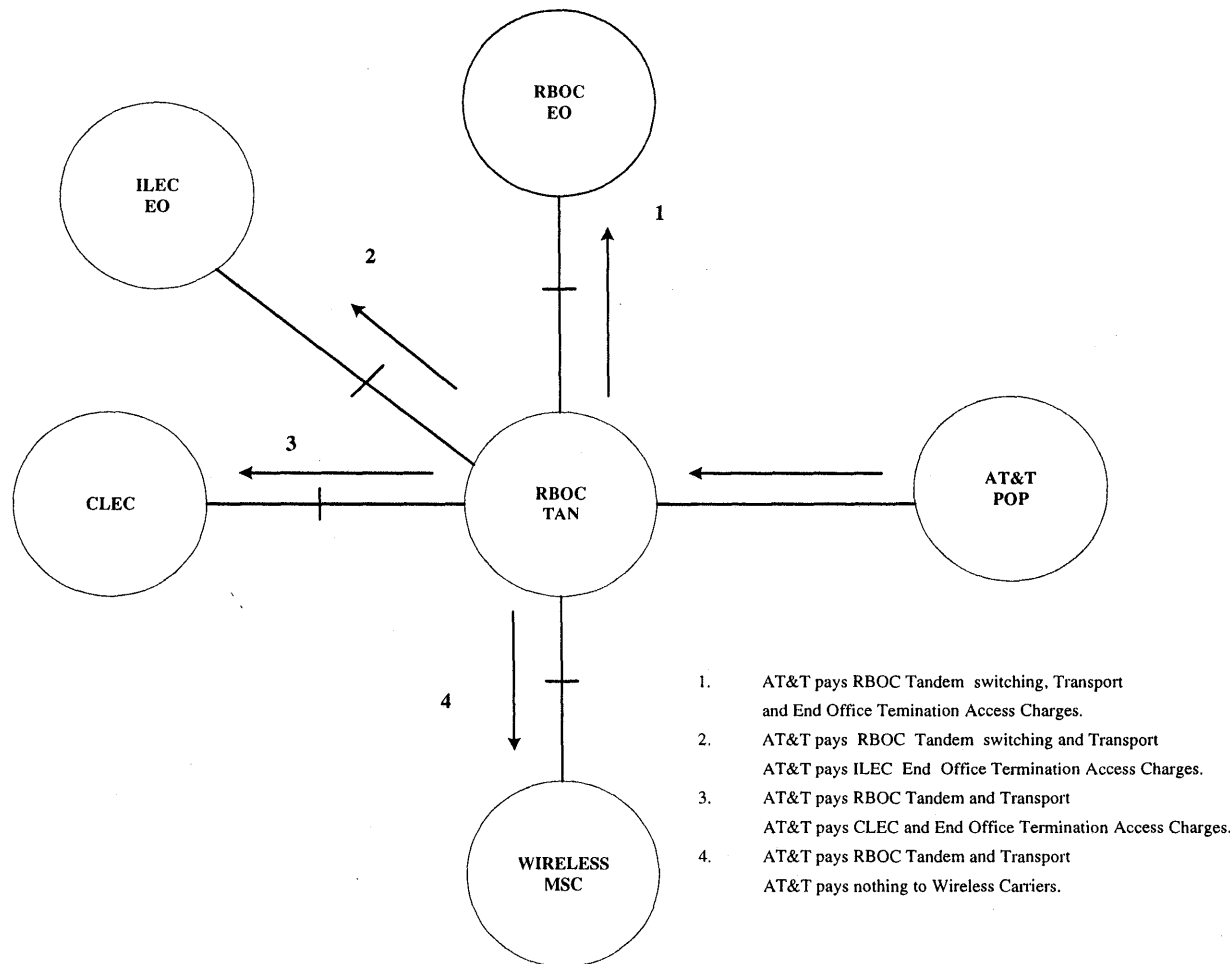 RBOC
EO
ILEC
EO
1
2
3
CLEC
RBOC
TAN
AT&T
POP
4
WIRELESS
MSC
1. AT&T pays RBOC Tandem switching, Transport
and End Office Temination Access Charges.
2. AT&T pays RBOC Tandem switching and Transport
AT&T pays ILEC End Office Termination Access Charges.
3. AT&T pays RBOC Tandem and Transport
AT&T pays CLEC and End Office Termination Access Charges.
4. AT&T pays RBOC Tandem and Transport
AT&T pays nothing to Wireless Carriers.